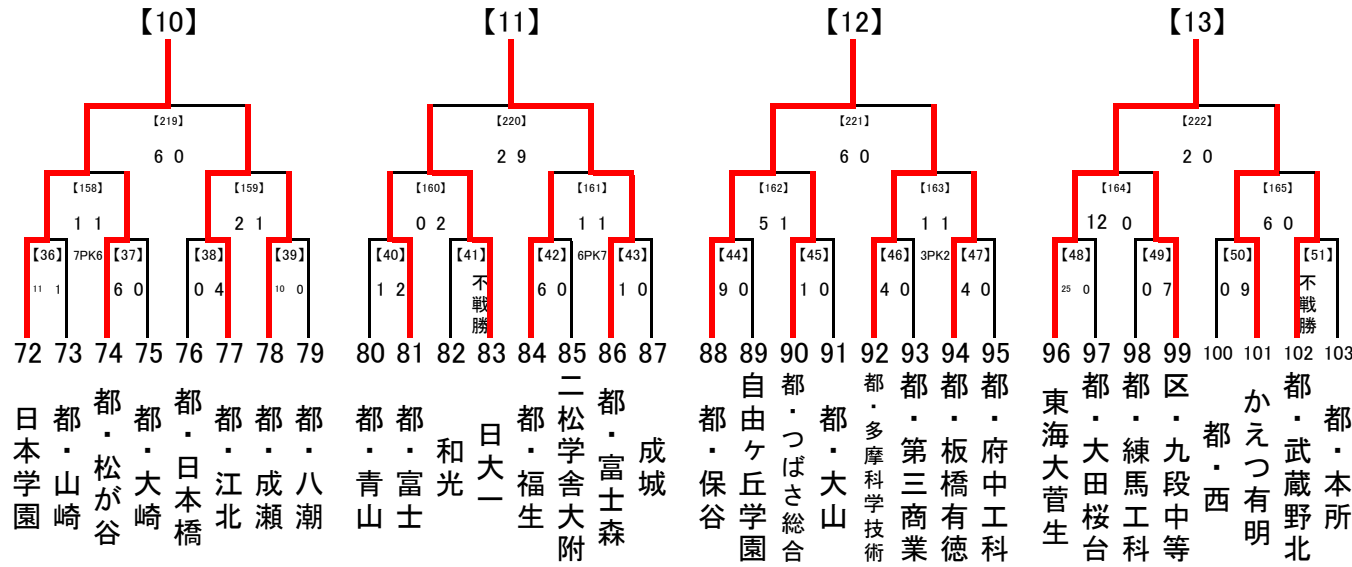 【10】 【11】 【12】 【13】
【219】 【220】 【221】 【222】
6 0 2 9 6 0 2 0
【158】 【159】 【160】 【161】 【162】 【163】 【164】 【165】
1 1 2 1 0 2 1 1 5 1 1 1 12 0 6 0
【36】 7PK6 【37】 【38】 【39】 【40】 【41】 【42】 6PK7 【43】 【44】 【45】 【46】 3PK2 【47】 【48】 【49】 【50】 【51】
11 1 6 0 0 4 10 0 1 2 不戦勝 6 0 1 0 9 0 1 0 4 0 4 0 25 0 0 7 0 9 不戦勝
72 73 74 75 76 77 78 79 80 81 82 83 84 85 86 87 88 89 90 91 92 93 94 95 96 97 98 99 100 101 102 103
日本学園
都・山崎
都・松が谷
都・大崎
都・日本橋
都・江北
都・成瀬
都・八潮
都・青山
都・富士
和光
日大一
都・福生
二松学舎大附
都・富士森
成城
都・保谷
自由ヶ丘学園
都・つばさ総合
都・大山
都・多摩科学技術
都・第三商業
都・板橋有徳
都・府中工科
東海大菅生
都・大田桜台
都・練馬工科
区・九段中等
都・西
かえつ有明
都・武蔵野北
都・本所